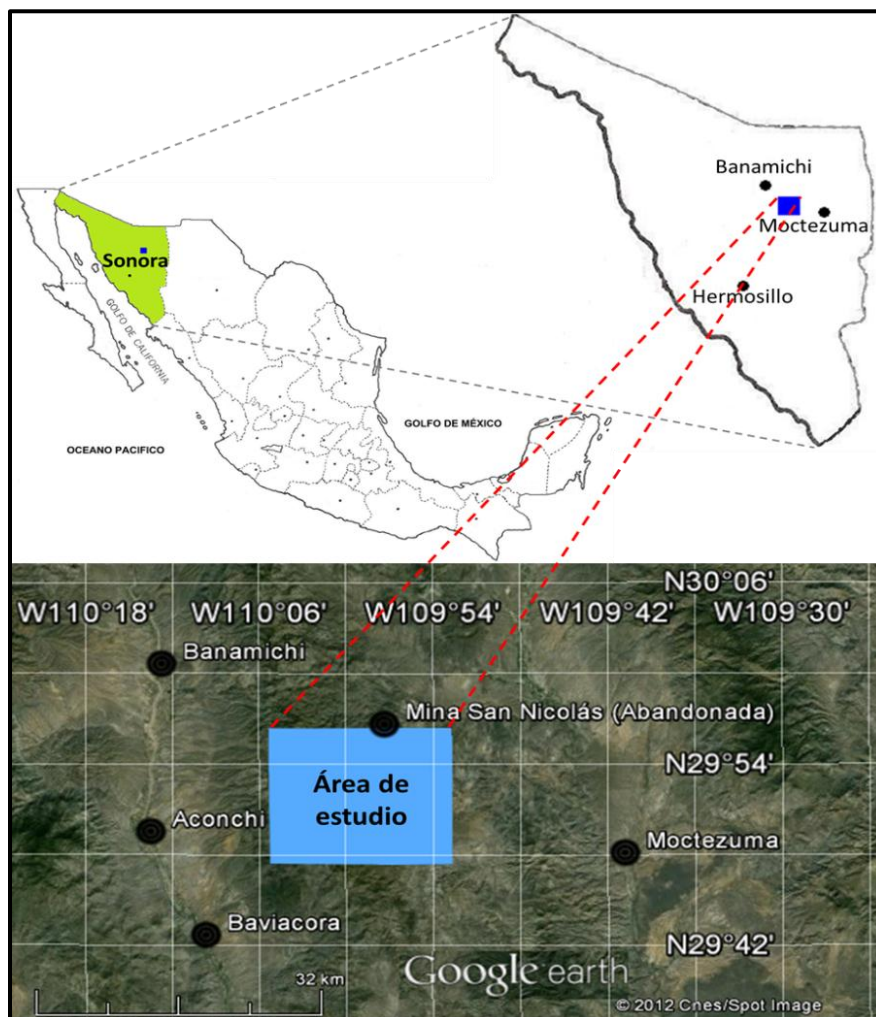 Banamichi
Moctezuma
Hermosillo
Sonora
GOLFO DE CALIFORNIA
GOLFO DE MÉXICO
OCEANO PACIFICO
N30°06'
W110°18' W110°06' W109°54' W109°42' W109°30'
Banamichi
Mina San Nicolás (Abandonada)
N29°54'
Área de
estudio
Aconchi
Moctezuma
Baviacora
N29°42'
32 km
Google earth
© 2012 Cnes/Spot Image